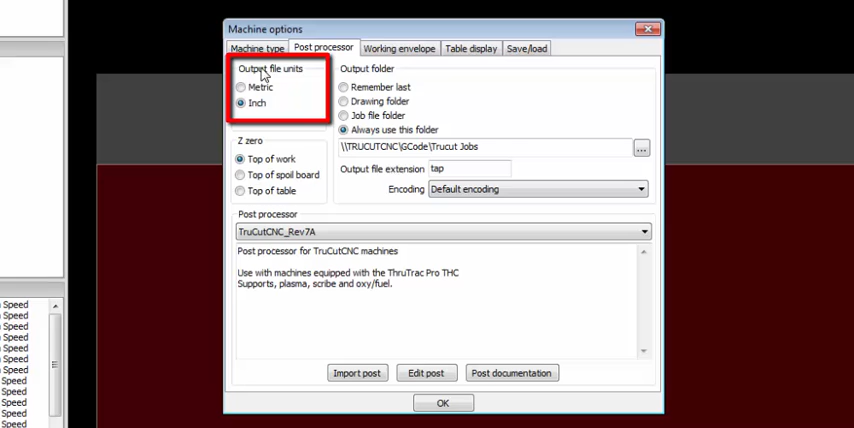 Machine options
Machine type
Post processor
Working envelope
Table display
Save/load
Output file units
Metric
Inch
Z zero
Top of work
Top of spoil board
Top of table
Output folder
Remember last
Drawing folder
Job file folder
Always use this folder
\\TRUCUTCNC\GCode\Trucut Jobs
...
Output file extension tap
Encoding Default encoding
Post processor
TruCutCNC_Rev7A
Post processor for TruCutCNC machines
Use with machines equipped with the ThruTrac Pro THC
Supports, plasma, scribe and oxy/fuel.
Import post
Edit post
Post documentation
OK
Speed
Speed
Speed
Speed
Speed
Speed
Speed
Speed
Speed
Speed
Speed